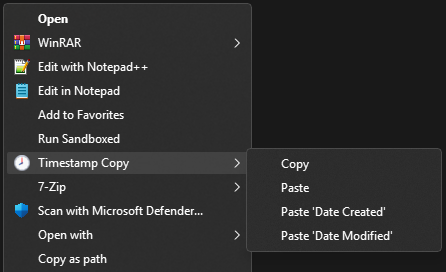 Open
WinRAR
Edit with Notepad++
Edit in Notepad
Add to Favorites
Run Sandboxed
Timestamp Copy
7-Zip
Scan with Microsoft Defender...
Open with
Copy as path
Copy
Paste
Paste 'Date Created'
Paste 'Date Modified'